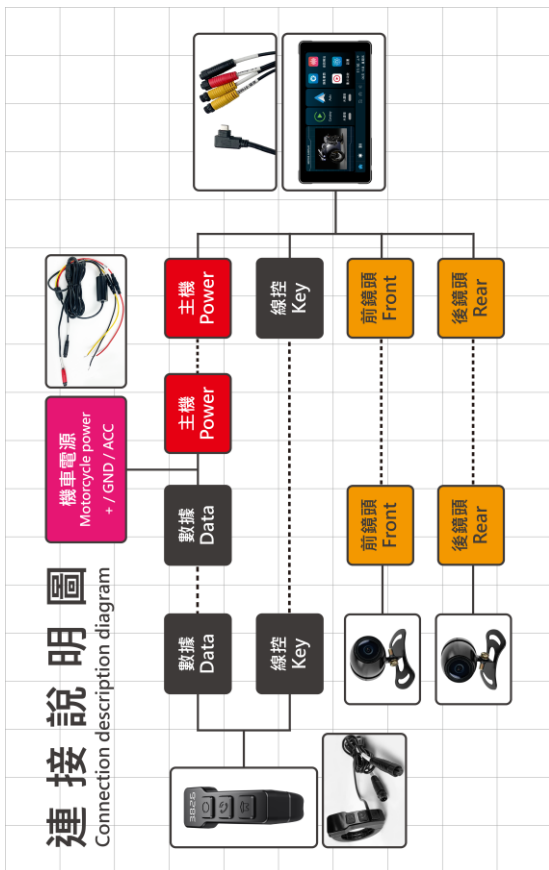 連接說明圖
Connection description diagram
機車電源
Motorcycle power
+ / GND / ACC
數據
Data
數據
Data
主機
Power
主機
Power
線控
Key
線控
Key
前鏡頭
Front
前鏡頭
Front
後鏡頭
Rear
後鏡頭
Rear